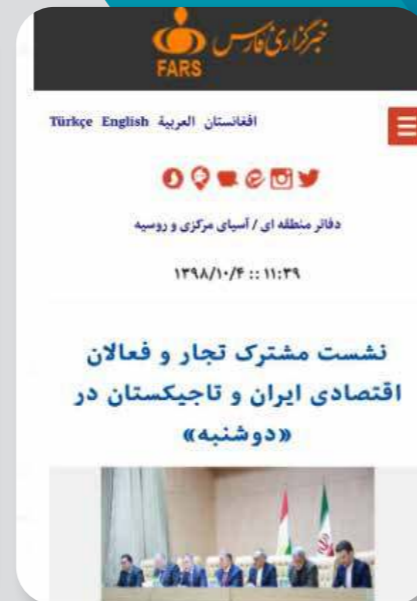 خبرگزاری فارس
FARS
افغانستان العربیة English Türkçe
دفاتر منطقه ای / آسیای مرکزی و روسیه
۱۳۹۸/۱۰/۴ :: ۱۱:۳۹
نشست مشترک تجار و فعالان
اقتصادی ایران و تاجیکستان در
«دوشنبه»